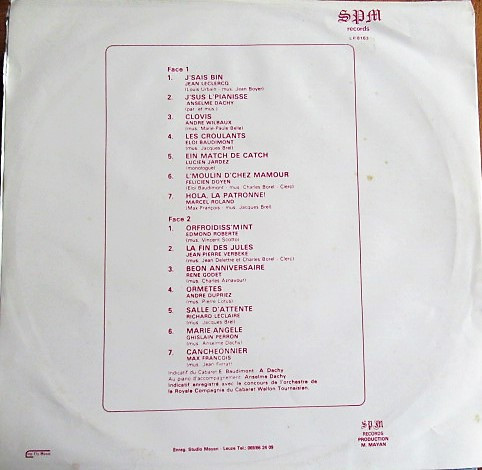 SPM
records
LP 8163
Face 1
1. J'SAIS BIN
JEAN LECLERCQ
(Louis Urbain - mus. Jean Boyer)
2. J'SUS L'PIANISSE
ANSELME DACHY
(par. et mus.)
3. CLOVIS
ANDRE WILBAUX
(mus. Marie-Paule Belle)
4. LES CROULANTS
ELOI BAUDIMONT
(mus. Jacques Brel)
5. EIN MATCH DE CATCH
LUCIEN JARDEZ
(monologue)
6. L'MOULIN D'CHEZ MAMOUR
FELICIEN DOYEN
(Eloi Baudimont - mus. Charles Borel - Clerc)
7. HOLA, LA PATRONNE!
MARCEL ROLAND
(Max François - mus. Jacques Brel)
Face 2
1. ORFROIDISS'MINT
EDMOND ROBERTE
(mus. Vincent Scotto)
2. LA FIN DES JULES
JEAN PIERRE VERBEKE
(mus. Jean Delettre et Charles Borel - Clerc)
3. BEON ANNIVERSAIRE
RENE GODET
(mus. Charles Aznavour)
4. ORMETES
ANDRE DUPRIEZ
(mus. Pierre Lotus)
5. SALLE D'ATTENTE
RICHARD LECLAIRE
(mus. Jacques Brel)
6. MARIE ANGELE
GHISLAIN PERRON
(mus. Anselme Dachy)
7. CANCHEONNIER
MAX FRANCOIS
(mus. Jean Ferrat)
Indicatif du Cabaret E. Baudimont. A. Dachy
Au piano d'accompagnement: Anselme Dachy
Indicatif enregistré avec le concours de l'orchestre de
la Royale Compagnie du Cabaret Wallon Tournaisien.
Enreg. Studio Mayan - Leuze Tel.: 069/66 24 09
SPM
RECORDS
PRODUCTION
M. MAYAN